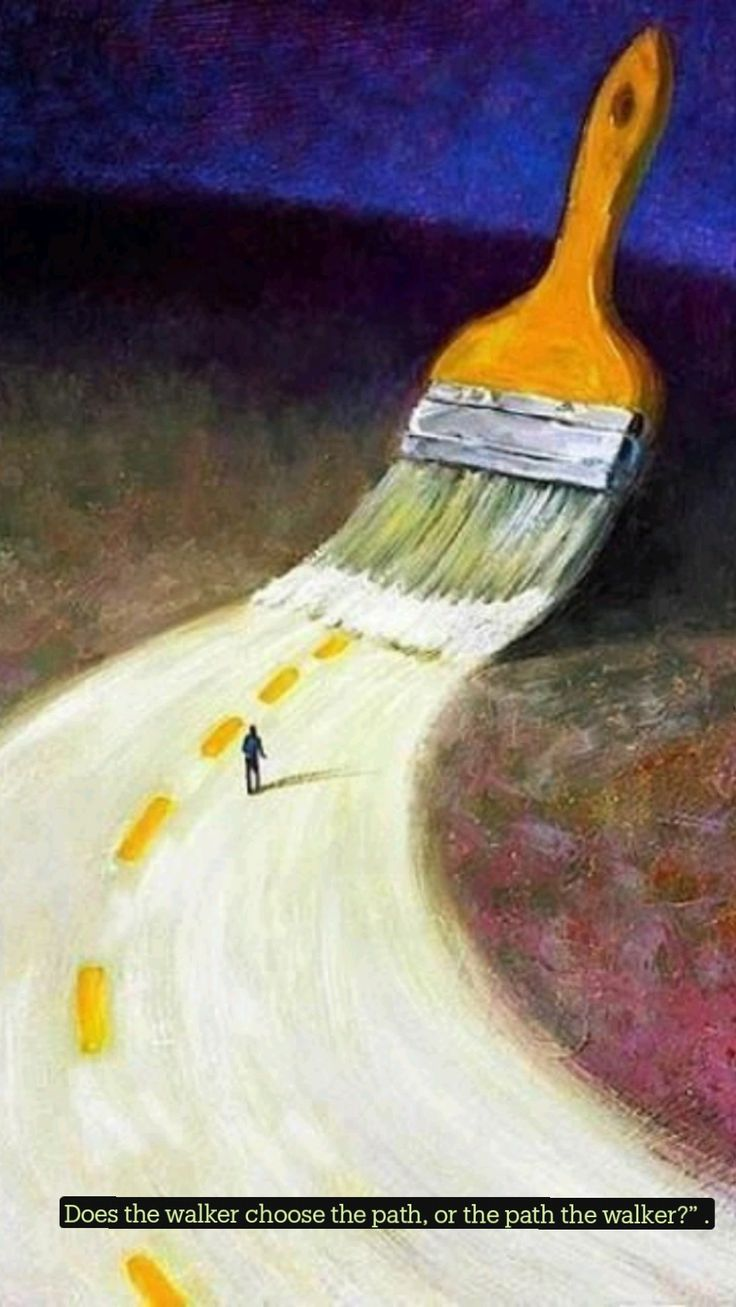 Does the walker choose the path, or the path the walker?” .